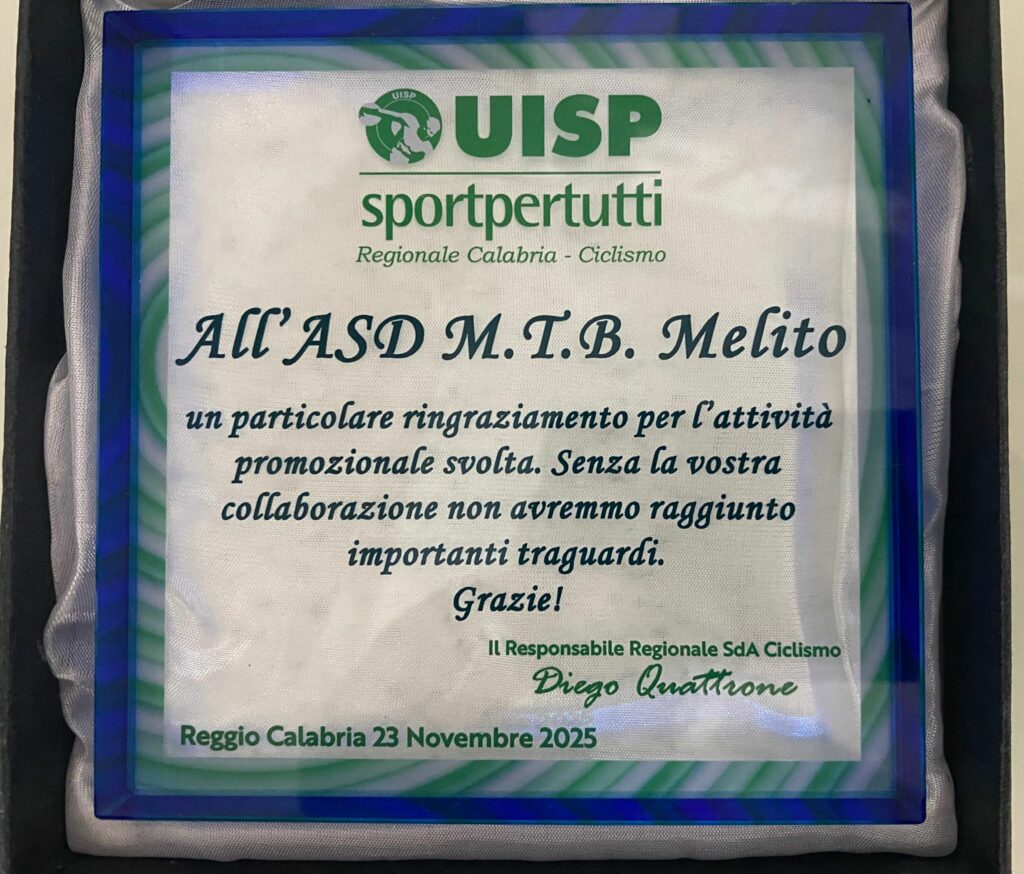 UISP
UISP
sportpertutti
Regionale Calabria - Ciclismo
All'ASD M.T.B. Melito
un particolare ringraziamento per l'attività
promozionale svolta. Senza la vostra
collaborazione non avremmo raggiunto
importanti traguardi.
Grazie!
Il Responsabile Regionale SdA Ciclismo
Diego Quattrone
Reggio Calabria 23 Novembre 2025